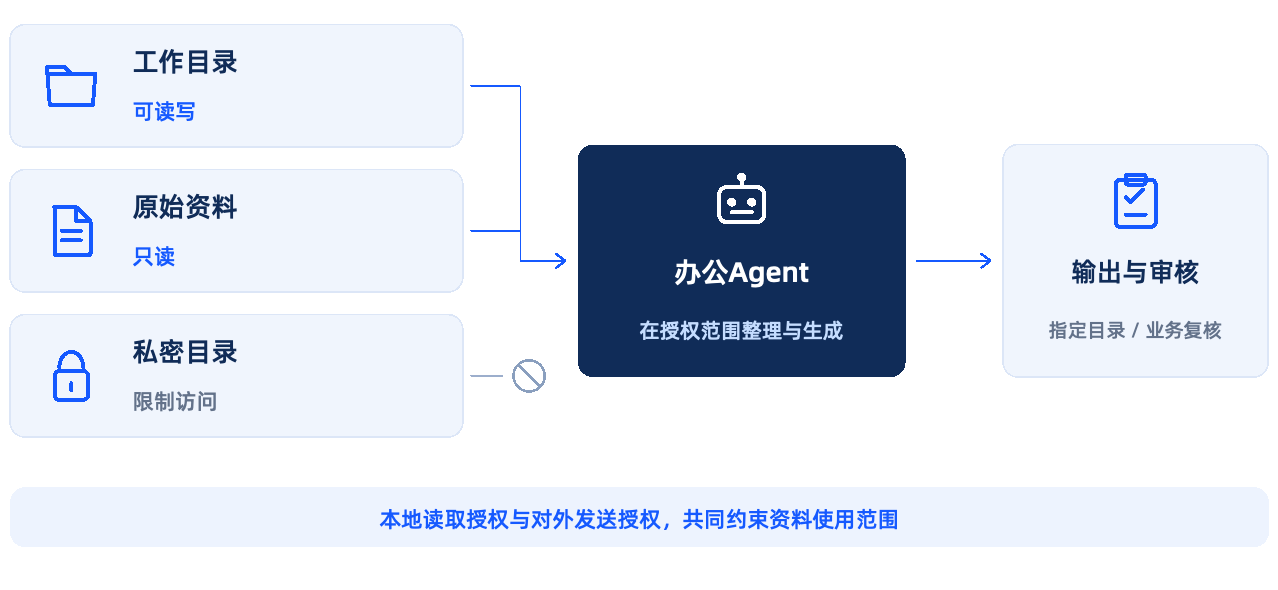 工作目录
可读写
原始资料
只读
私密目录
限制访问
办公Agent
在授权范围整理与生成
输出与审核
指定目录 / 业务复核
本地读取授权与对外发送授权，共同约束资料使用范围